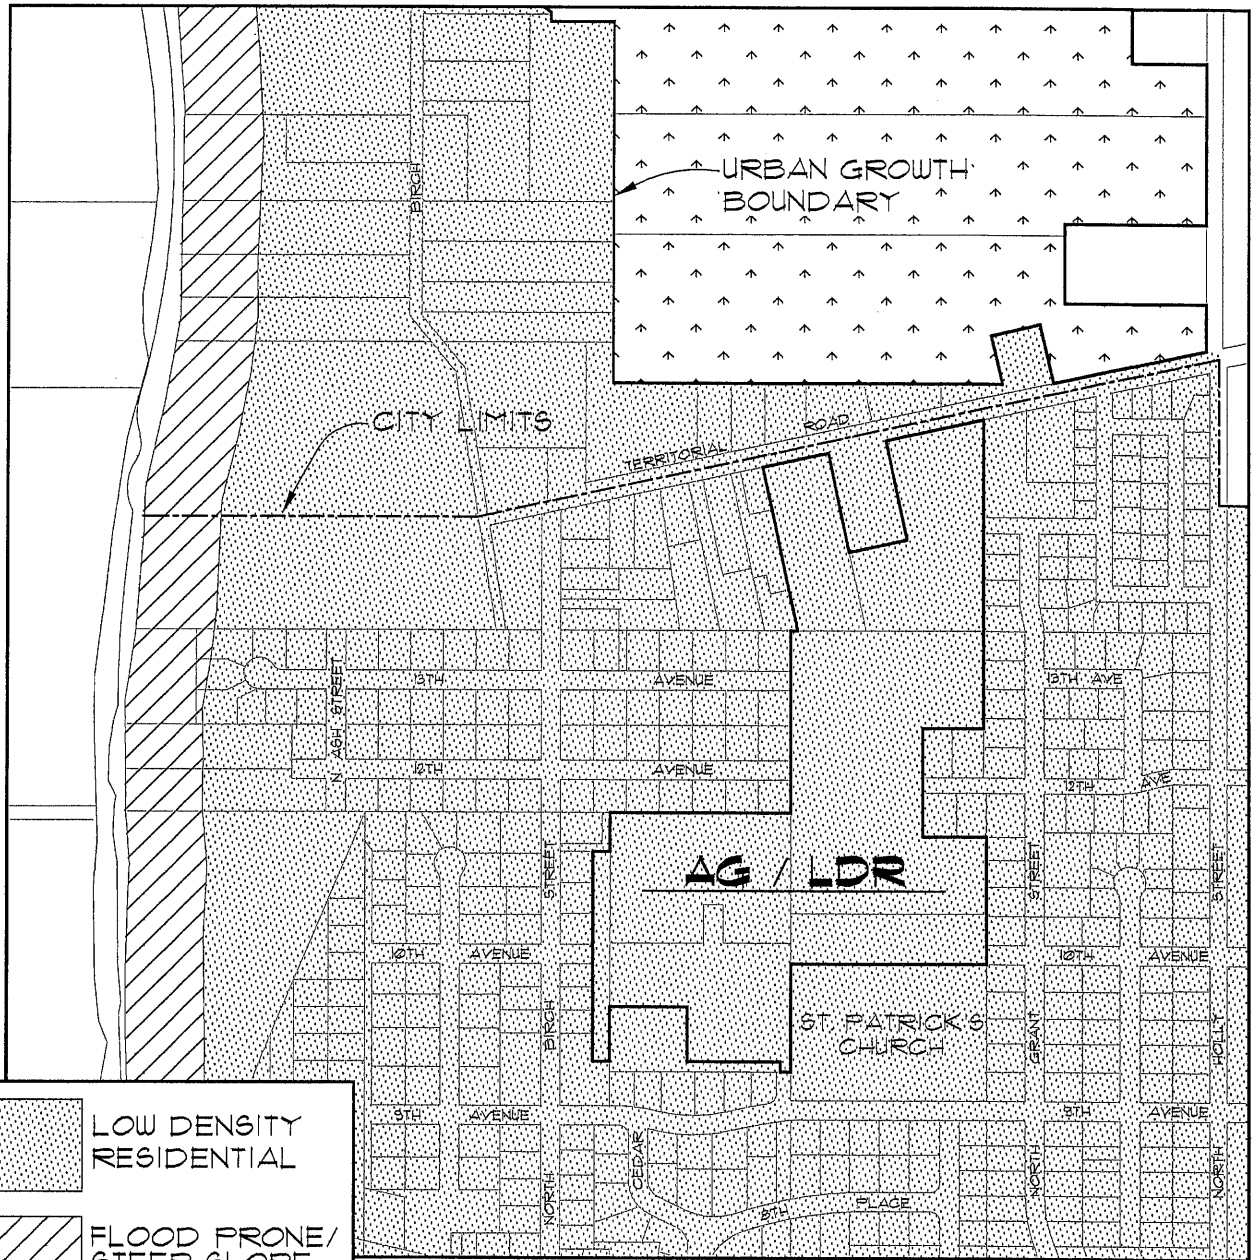 URBAN GROWTH
BOUNDARY
BIRCH
CITY LIMITS
TERRITORIAL ROAD
N. ASH STREET
13TH AVENUE
13TH AVE
12TH AVENUE
12TH AVE
STREET
AG / LDR
STREET
STREET
10TH AVENUE
10TH AVENUE
BIRCH
ST. PATRICK'S
CHURCH
GRANT
HOLLY
LOW DENSITY
RESIDENTIAL
9TH AVENUE
9TH AVENUE
CEDAR
NORTH
8TH PLACE
NORTH
NORTH
FLOOD PRONE/
STEEP SLOPE